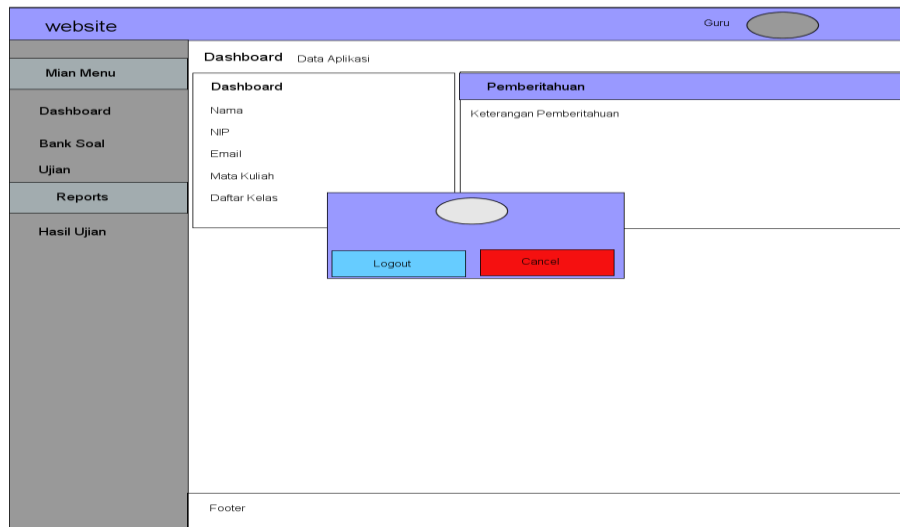 website
Guru
Mian Menu
Dashboard
Bank Soal
Ujian
Reports
Hasil Ujian
Dashboard Data Aplikasi
Dashboard
Nama
NIP
Email
Mata Kuliah
Daftar Kelas
Pemberitahuan
Keterangan Pemberitahuan
Logout
Cancel
Footer